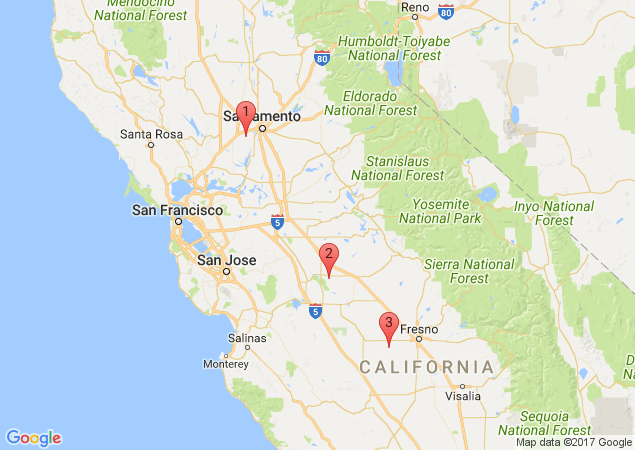 Mendocino
National Forest
Reno
80
Humboldt-Toiyabe
National Forest
80
Eldorado
National Forest
1
Sacramento
Santa Rosa
Stanislaus
National Forest
Yosemite
National Park
Inyo National
Forest
San Francisco
5
2
San Jose
Sierra National
Forest
5
3
Fresno
Salinas
Monterey
CALIFORNIA
Visalia
D
Sequoia
National Forest
Google
Map data ©2017 Google